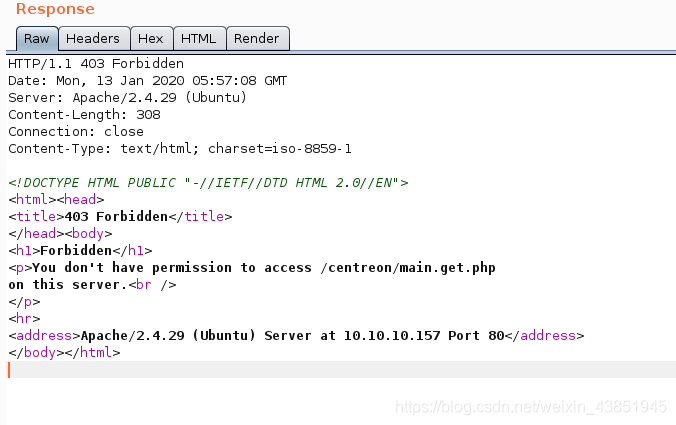 Response
Raw Headers Hex HTML Render
HTTP/1.1 403 Forbidden
Date: Mon, 13 Jan 2020 05:57:08 GMT
Server: Apache/2.4.29 (Ubuntu)
Content-Length: 308
Connection: close
Content-Type: text/html; charset=iso-8859-1

<!DOCTYPE HTML PUBLIC "-//IETF//DTD HTML 2.0//EN">
<html><head>
<title>403 Forbidden</title>
</head><body>
<h1>Forbidden</h1>
<p>You don't have permission to access /centreon/main.get.php
on this server.<br />
</p>
<hr>
<address>Apache/2.4.29 (Ubuntu) Server at 10.10.10.157 Port 80</address>
</body></html>
https://blog.csdn.net/weixin_43851945